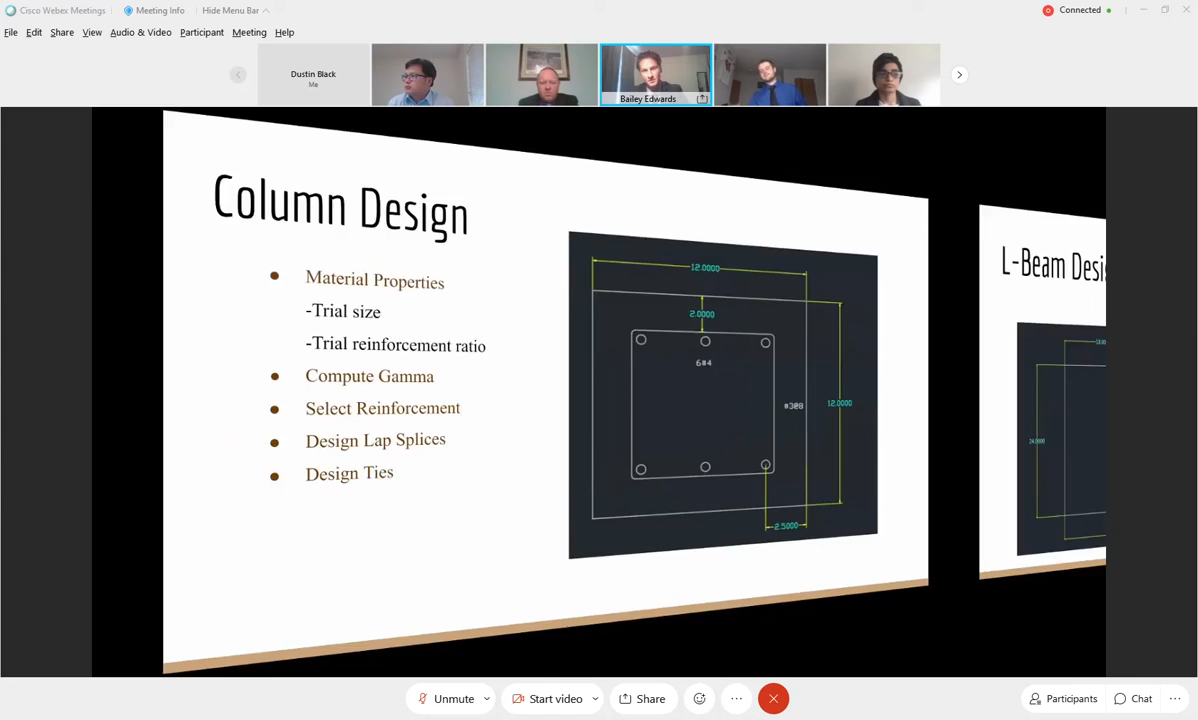 Cisco Webex Meetings
Meeting Info
Hide Menu Bar
Connected
File Edit Share View Audio & Video Participant Meeting Help
Dustin Black
Me
Bailey Edwards
Column Design
Material Properties
-Trial size
-Trial reinforcement ratio
Compute Gamma
Select Reinforcement
Design Lap Splices
Design Ties
12.0000
2.0000
6#4
#3@8
12.0000
2.5000
L-Beam Desi
24.0000
Unmute
Start video
Share
Participants
Chat